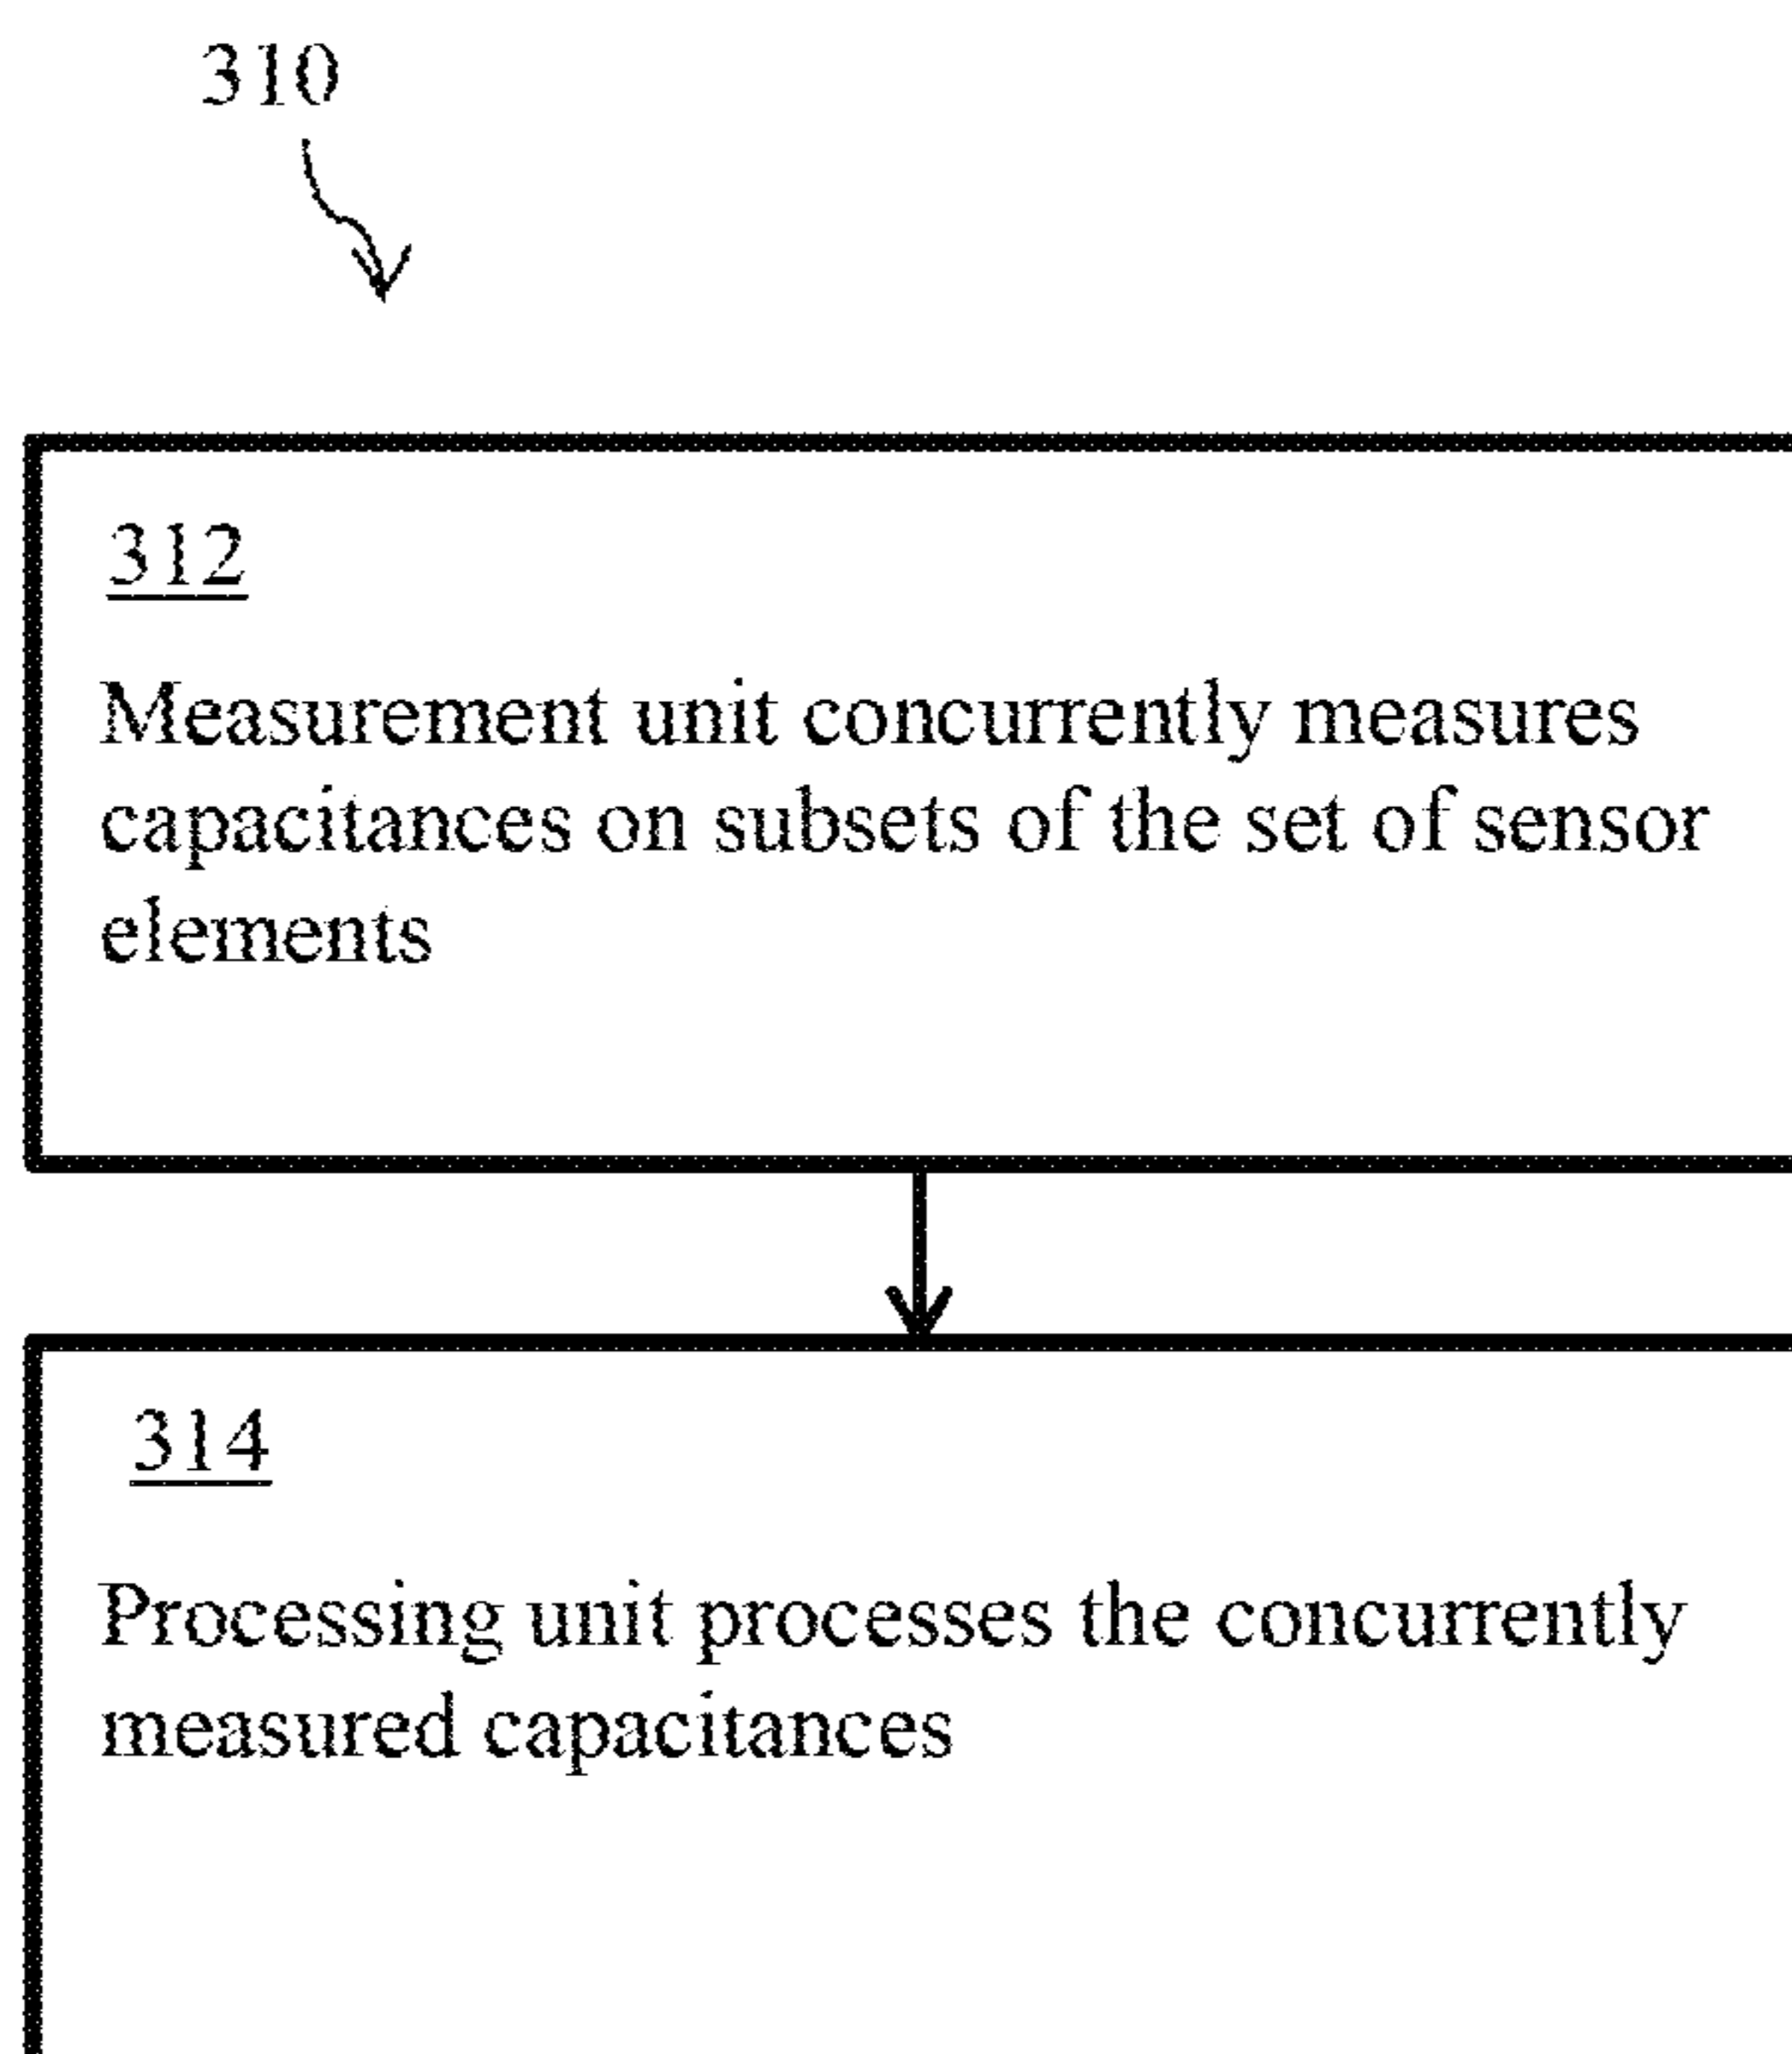 310
312
Measurement unit concurrently measures
capacitances on subsets of the set of sensor
elements
314
Processing unit processes the concurrently
measured capacitances